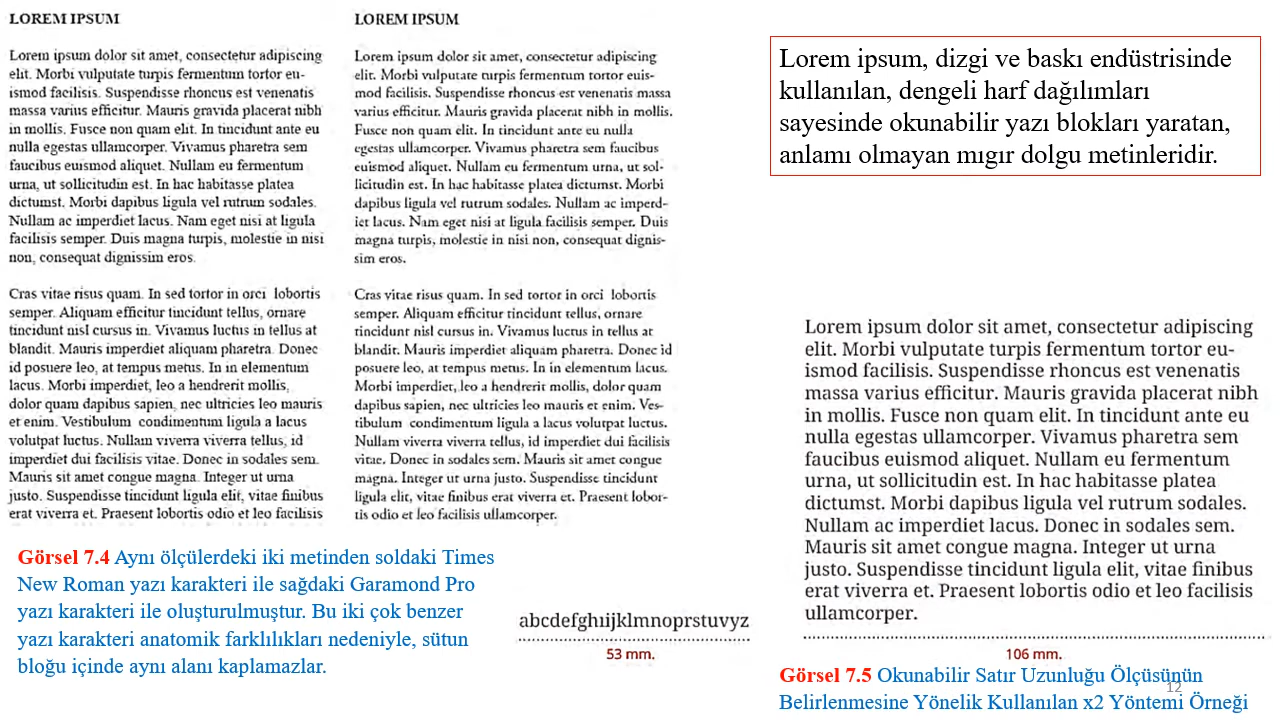 LOREM IPSUM
Lorem ipsum dolor sit amet, consectetur adipiscing
elit. Morbi vulputate turpis fermentum tortor eu-
ismod facilisis. Suspendisse rhoncus est venenatis
massa varius efficitur. Mauris gravida placerat nibh
in mollis. Fusce non quam elit. In tincidunt ante eu
nulla egestas ullamcorper. Vivamus pharetra sem
faucibus euismod aliquet. Nullam eu fermentum
urna, ut sollicitudin est. In hac habitasse platea
dictumst. Morbi dapibus ligula vel rutrum sodales.
Nullam ac imperdiet lacus. Nam eget nisi at ligula
facilisis semper. Duis magna turpis, molestie in nisi
non, consequat dignissim eros.
Cras vitae risus quam. In sed tortor in orci lobortis
semper. Aliquam efficitur tincidunt tellus, ornare
tincidunt nisl cursus in. Vivamus luctus in tellus at
blandit. Mauris imperdiet aliquam pharetra. Donec
id posuere leo, at tempus metus. In in elementum
lacus. Morbi imperdiet, leo a hendrerit mollis,
dolor quam dapibus sapien, nec ultricies leo mauris
et enim. Vestibulum condimentum ligula a lacus
volutpat luctus. Nullam viverra viverra tellus, id
imperdiet dui facilisis vitae. Donec in sodales sem.
Mauris sit amet congue magna. Integer ut urna
justo. Suspendisse tincidunt ligula elit, vitae finibus
erat viverra et. Praesent lobortis odio et leo facilisis
LOREM IPSUM
Lorem ipsum dolor sit amet, consectetur adipiscing
elit. Morbi vulputate turpis fermentum tortor euis-
mod facilisis. Suspendisse rhoncus est venenatis massa
varius efficitur. Mauris gravida placerat nibh in mollis.
Fusce non quam elit. In tincidunt ante eu nulla
egestas ullamcorper. Vivamus pharetra sem faucibus
euismod aliquet. Nullam eu fermentum urna, ut sol-
licitudin est. In hac habitasse platea dictumst. Morbi
dapibus ligula vel rutrum sodales. Nullam ac imperd-
iet lacus. Nam eget nisi at ligula facilisis semper. Duis
magna turpis, molestie in nisi non, consequat dignis-
sim eros.
Cras vitae risus quam. In sed tortor in orci lobortis
semper. Aliquam efficitur tincidunt tellus, ornare
tincidunt nisl cursus in. Vivamus luctus in tellus at
blandit. Mauris imperdiet aliquam pharetra. Donec id
posuere leo, at tempus metus. In in elementum lacus.
Morbi imperdiet, leo a hendrerit mollis, dolor quam
dapibus sapien, nec ultricies leo mauris et enim. Ves-
tibulum condimentum ligula a lacus volutpat luctus.
Nullam viverra viverra tellus, id imperdiet dui facilisis
vitae. Donec in sodales sem. Mauris sit amet congue
magna. Integer ut urna justo. Suspendisse tincidunt
ligula elit, vitae finibus erat viverra et. Praesent lobor-
tis odio et leo facilisis ullamcorper.
Görsel 7.4 Aynı ölçülerdeki iki metinden soldaki Times
New Roman yazı karakteri ile sağdaki Garamond Pro
yazı karakteri ile oluşturulmuştur. Bu iki çok benzer
yazı karakteri anatomik farklılıkları nedeniyle, sütun
bloğu içinde aynı alanı kaplamazlar.
Lorem ipsum, dizgi ve baskı endüstrisinde
kullanılan, dengeli harf dağılımları
sayesinde okunabilir yazı blokları yaratan,
anlamı olmayan mıgır dolgu metinleridir.
abcdefghıijklmnoprstuvyz
53 mm.
Lorem ipsum dolor sit amet, consectetur adipiscing
elit. Morbi vulputate turpis fermentum tortor eu-
ismod facilisis. Suspendisse rhoncus est venenatis
massa varius efficitur. Mauris gravida placerat nibh
in mollis. Fusce non quam elit. In tincidunt ante eu
nulla egestas ullamcorper. Vivamus pharetra sem
faucibus euismod aliquet. Nullam eu fermentum
urna, ut sollicitudin est. In hac habitasse platea
dictumst. Morbi dapibus ligula vel rutrum sodales.
Nullam ac imperdiet lacus. Donec in sodales sem.
Mauris sit amet congue magna. Integer ut urna
justo. Suspendisse tincidunt ligula elit, vitae finibus
erat viverra et. Praesent lobortis odio et leo facilisis
ullamcorper.
106 mm.
Görsel 7.5 Okunabilir Satır Uzunluğu Ölçüsünün
Belirlenmesine Yönelik Kullanılan x2 Yöntemi Örneği
12